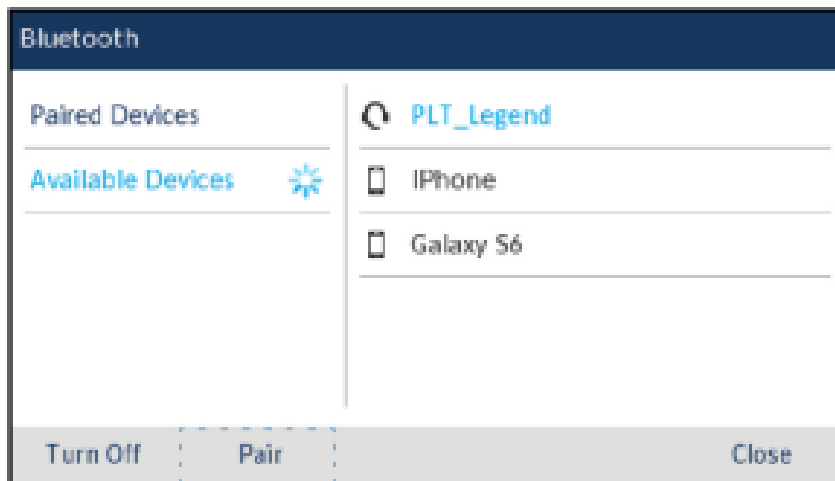 Bluetooth
Paired Devices
Available Devices
PLT_Legend
IPhone
Galaxy S6
Turn Off
Pair
Close